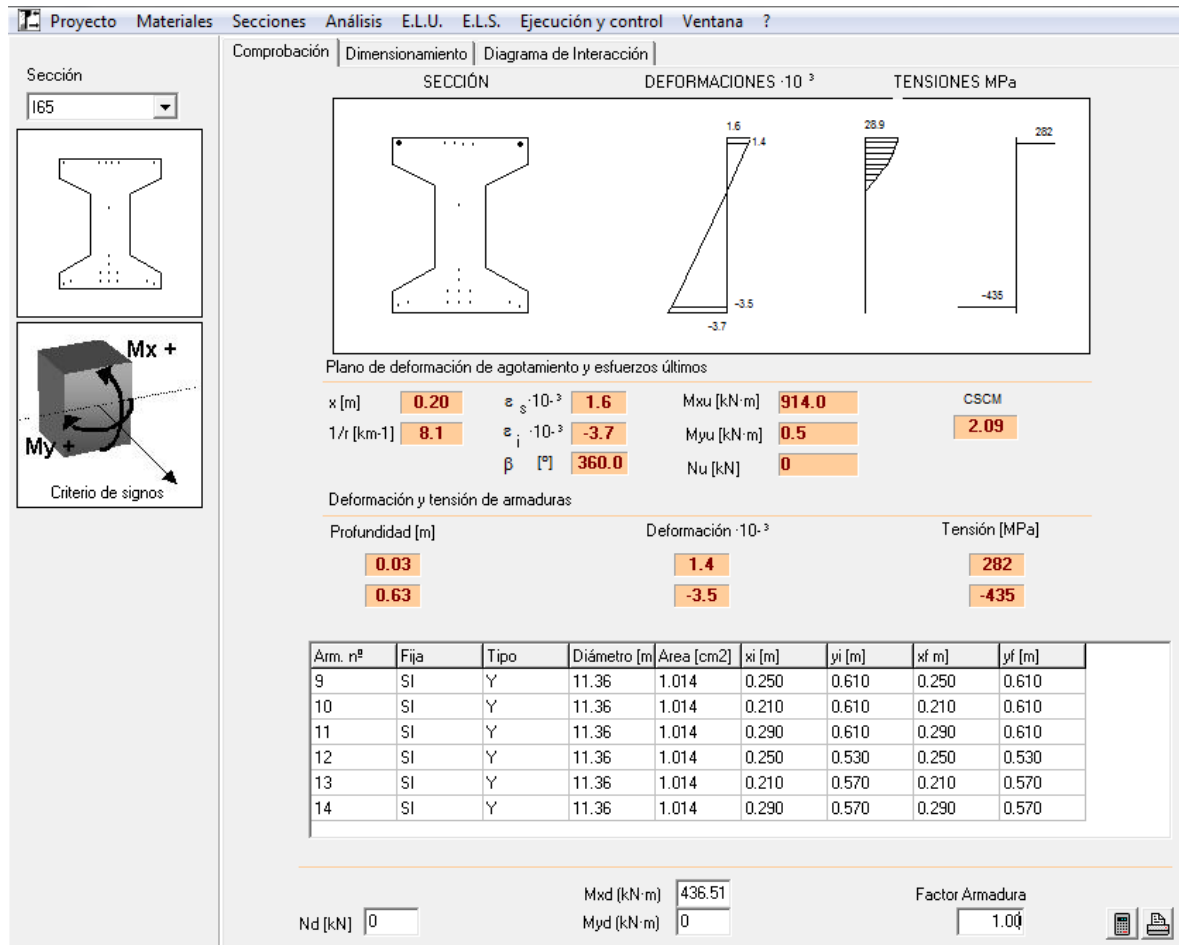 Proyecto Materiales Secciones Análisis E.L.U. E.L.S. Ejecución y control Ventana ?
Comprobación Dimensionamiento Diagrama de Interacción
Sección
I65
SECCIÓN DEFORMACIONES ·10 ³ TENSIONES MPa
1.6
1.4
-3.5
-3.7
28.9
282
-435
Mx +
My +
Criterio de signos
Plano de deformación de agotamiento y esfuerzos últimos
x [m] 0.20 ε s ·10-³ 1.6 Mxu [kN·m] 914.0 CSCM
1/r [km-1] 8.1 ε i ·10-³ -3.7 Myu [kN·m] 0.5 2.09
β [º] 360.0 Nu [kN] 0
Deformación y tensión de armaduras
Profundidad [m] Deformación ·10-³ Tensión [MPa]
0.03 1.4 282
0.63 -3.5 -435
Arm. nº Fija Tipo Diámetro [m Area [cm2] xi [m] yi [m] xf m] yf [m]
9 SI Y 11.36 1.014 0.250 0.610 0.250 0.610
10 SI Y 11.36 1.014 0.210 0.610 0.210 0.610
11 SI Y 11.36 1.014 0.290 0.610 0.290 0.610
12 SI Y 11.36 1.014 0.250 0.530 0.250 0.530
13 SI Y 11.36 1.014 0.210 0.570 0.210 0.570
14 SI Y 11.36 1.014 0.290 0.570 0.290 0.570
Mxd (kN·m) 436.51 Factor Armadura
Nd [kN] 0 Myd (kN·m) 0 1.00